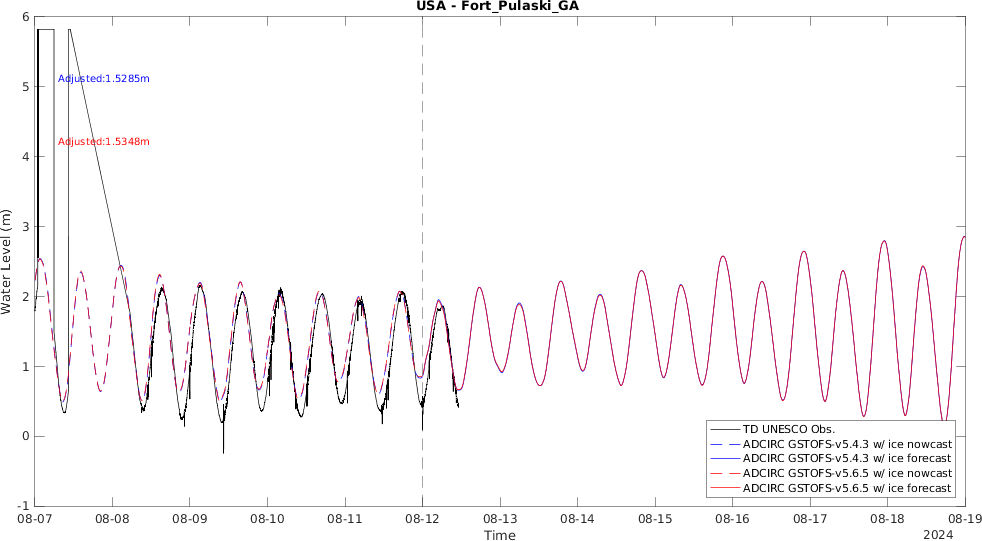 USA - Fort_Pulaski_GA
6
5
4
3
2
1
0
-1
Water Level (m)
Adjusted:1.5285m
Adjusted:1.5348m
TD UNESCO Obs.
ADCIRC GSTOFS-v5.4.3 w/ ice nowcast
ADCIRC GSTOFS-v5.4.3 w/ ice forecast
ADCIRC GSTOFS-v5.6.5 w/ ice nowcast
ADCIRC GSTOFS-v5.6.5 w/ ice forecast
08-07 08-08 08-09 08-10 08-11 08-12 08-13 08-14 08-15 08-16 08-17 08-18 08-19
Time
2024